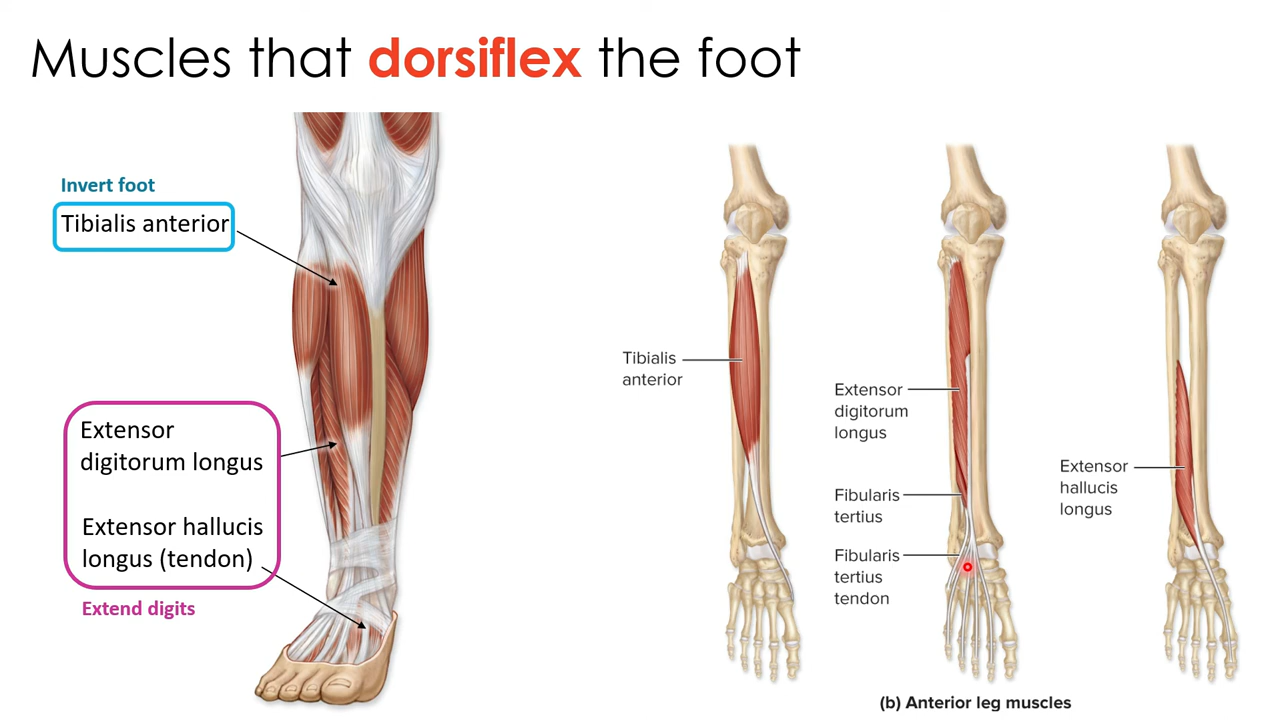 Muscles that dorsiflex the foot
Invert foot
Tibialis anterior
Extensor
digitorum longus
Extensor hallucis
longus (tendon)
Extend digits
Tibialis
anterior
Extensor
digitorum
longus
Fibularis
tertius
Fibularis
tertius
tendon
Extensor
hallucis
longus
(b) Anterior leg muscles